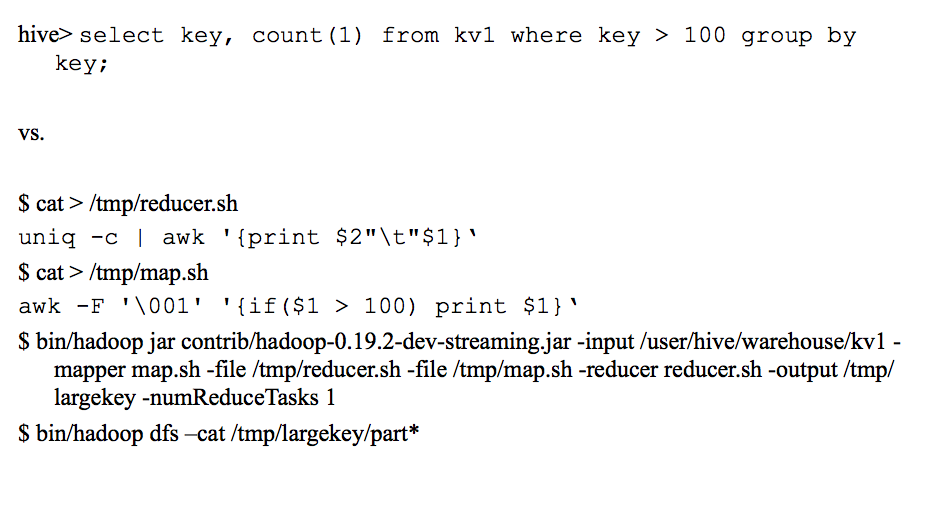 hive> select key, count(1) from kv1 where key > 100 group by
key;
vs.
$ cat > /tmp/reducer.sh
uniq -c | awk '{print $2"\t"$1}‘
$ cat > /tmp/map.sh
awk -F '\001' '{if($1 > 100) print $1}‘
$ bin/hadoop jar contrib/hadoop-0.19.2-dev-streaming.jar -input /user/hive/warehouse/kv1 -
mapper map.sh -file /tmp/reducer.sh -file /tmp/map.sh -reducer reducer.sh -output /tmp/
largekey -numReduceTasks 1
$ bin/hadoop dfs –cat /tmp/largekey/part*